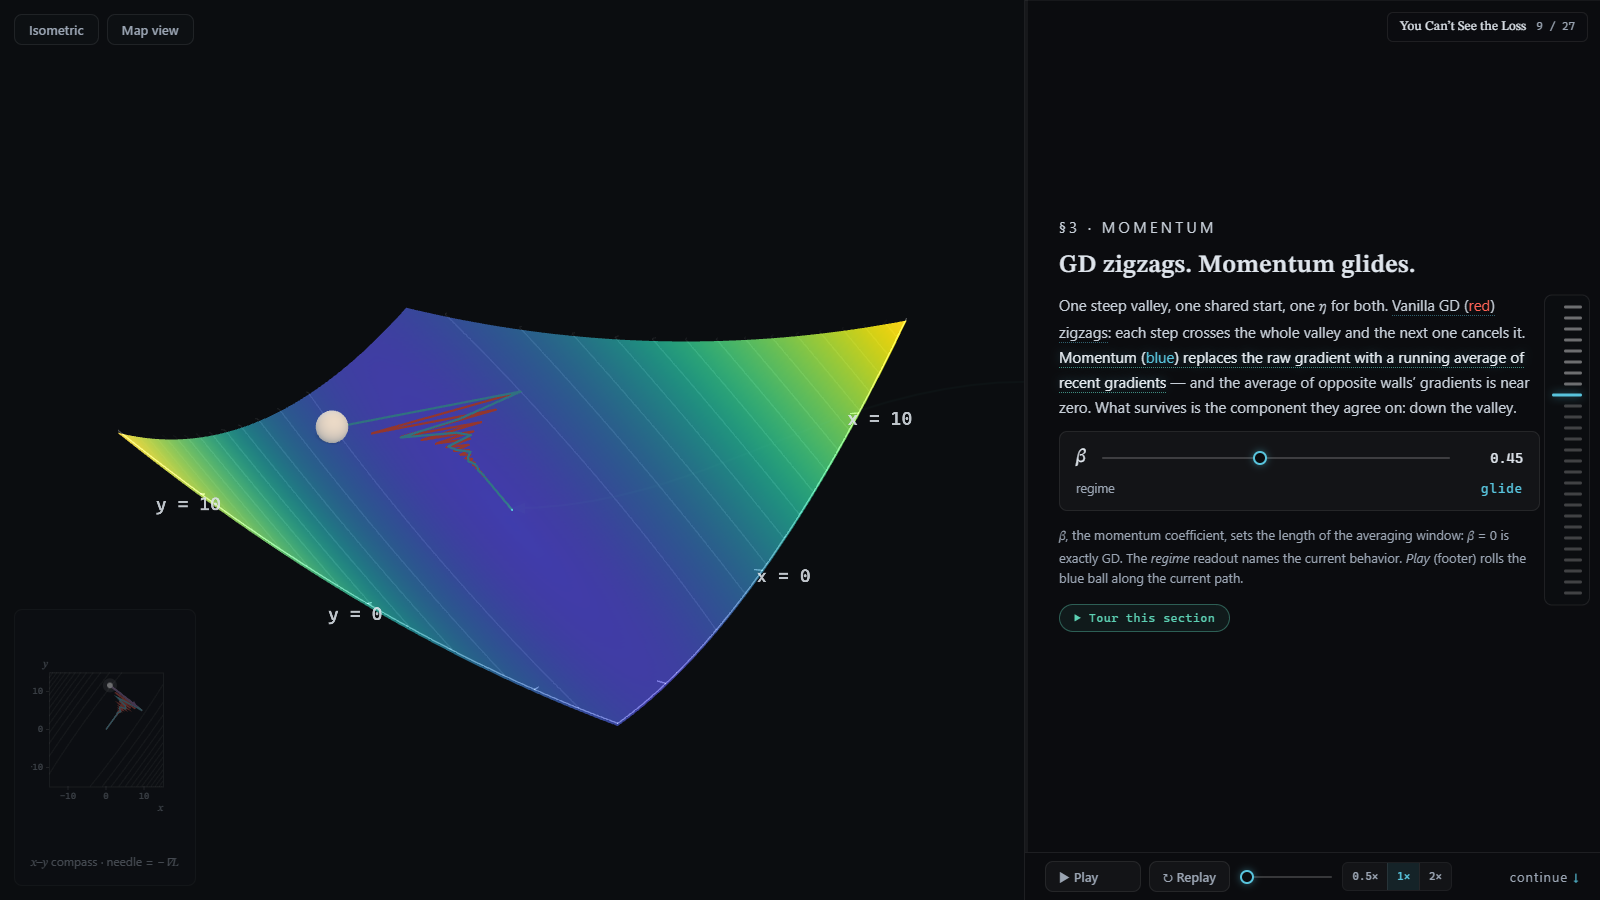 Isometric
Map view
You Can't See the Loss 9 / 27
x = 10
y = 10
x = 0
y = 0
y
10
0
-10
-10 0 10
x
x–y compass · needle = −∇L
§3 · MOMENTUM
GD zigzags. Momentum glides.
One steep valley, one shared start, one η for both. Vanilla GD (red)
zigzags: each step crosses the whole valley and the next one cancels it.
Momentum (blue) replaces the raw gradient with a running average of
recent gradients — and the average of opposite walls' gradients is near
zero. What survives is the component they agree on: down the valley.
β 0.45
regime glide
β, the momentum coefficient, sets the length of the averaging window: β = 0 is
exactly GD. The regime readout names the current behavior. Play (footer) rolls the
blue ball along the current path.
▶ Tour this section
▶ Play
↻ Replay
0.5× 1× 2×
continue ↓